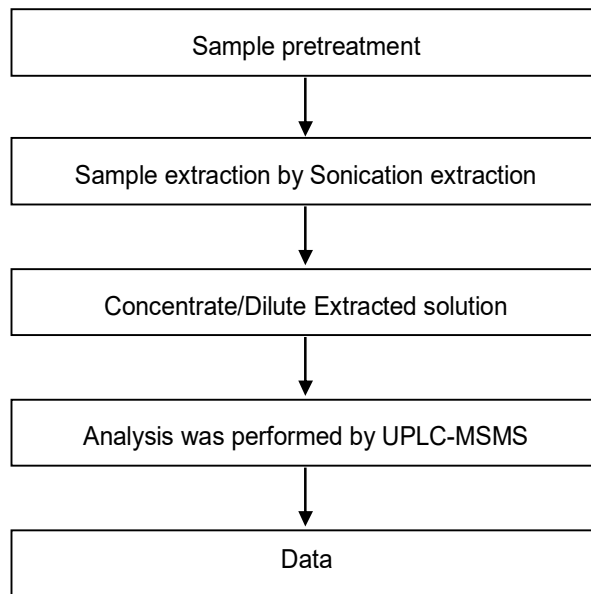 Sample pretreatment
Sample extraction by Sonication extraction
Concentrate/Dilute Extracted solution
Analysis was performed by UPLC-MSMS
Data